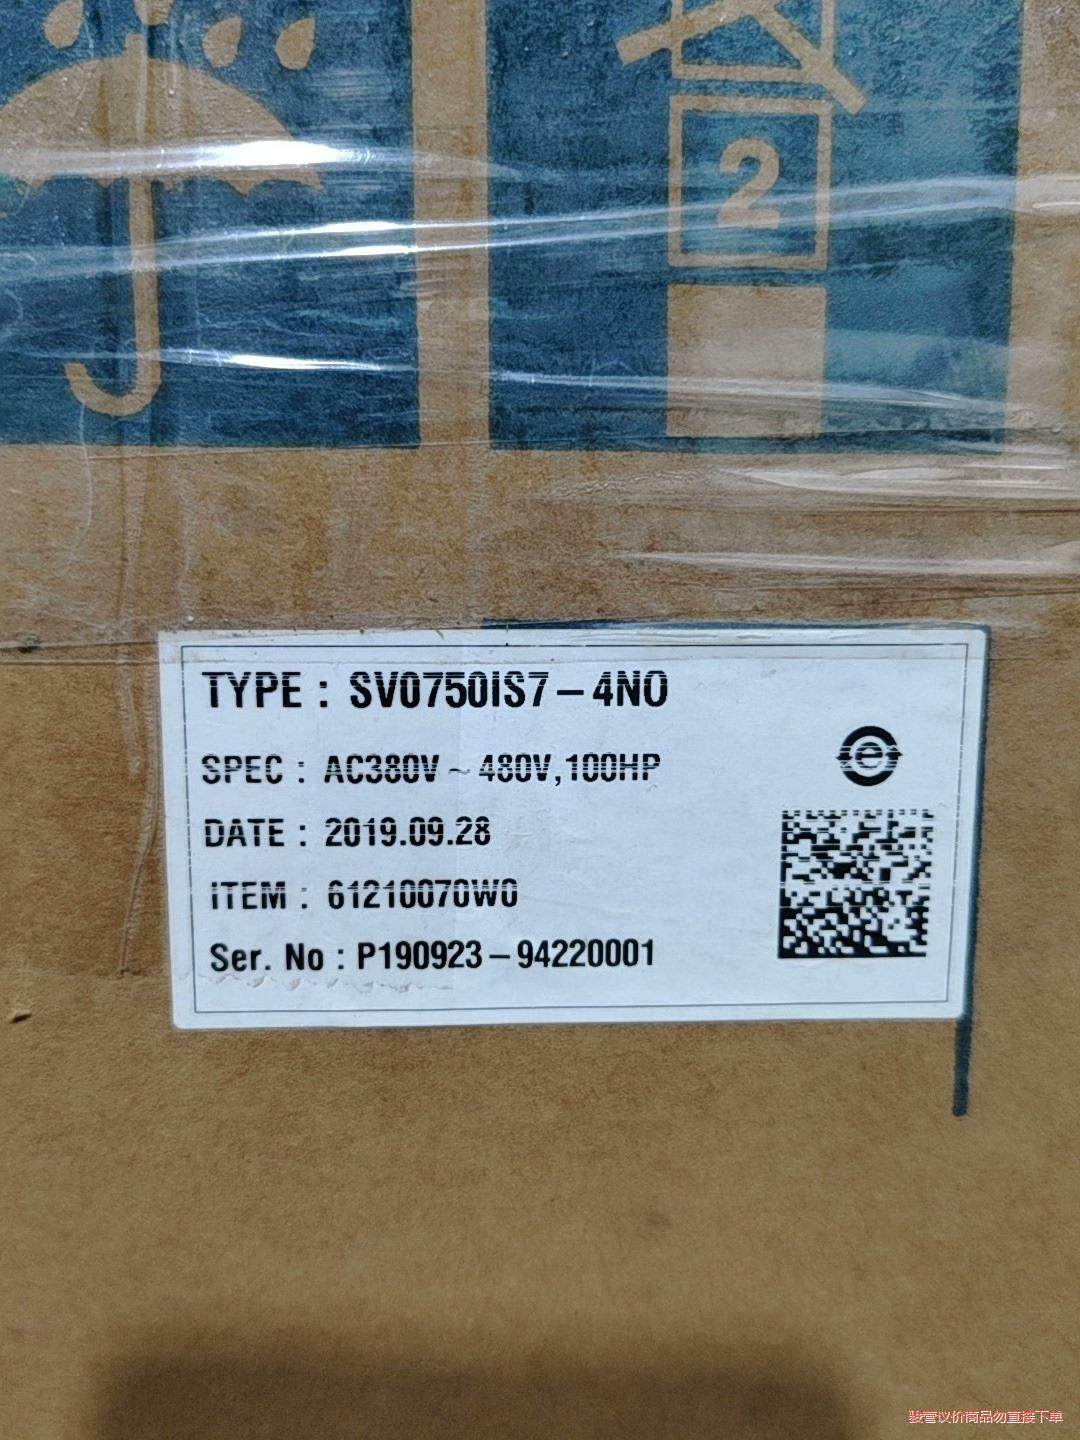 2
TYPE : SV0750IS7-4NO
SPEC : AC380V ~ 480V,100HP
DATE : 2019.09.28
e
ITEM : 61210070W0
Ser. No : P190923-94220001
骏誉议价商品勿直接下单